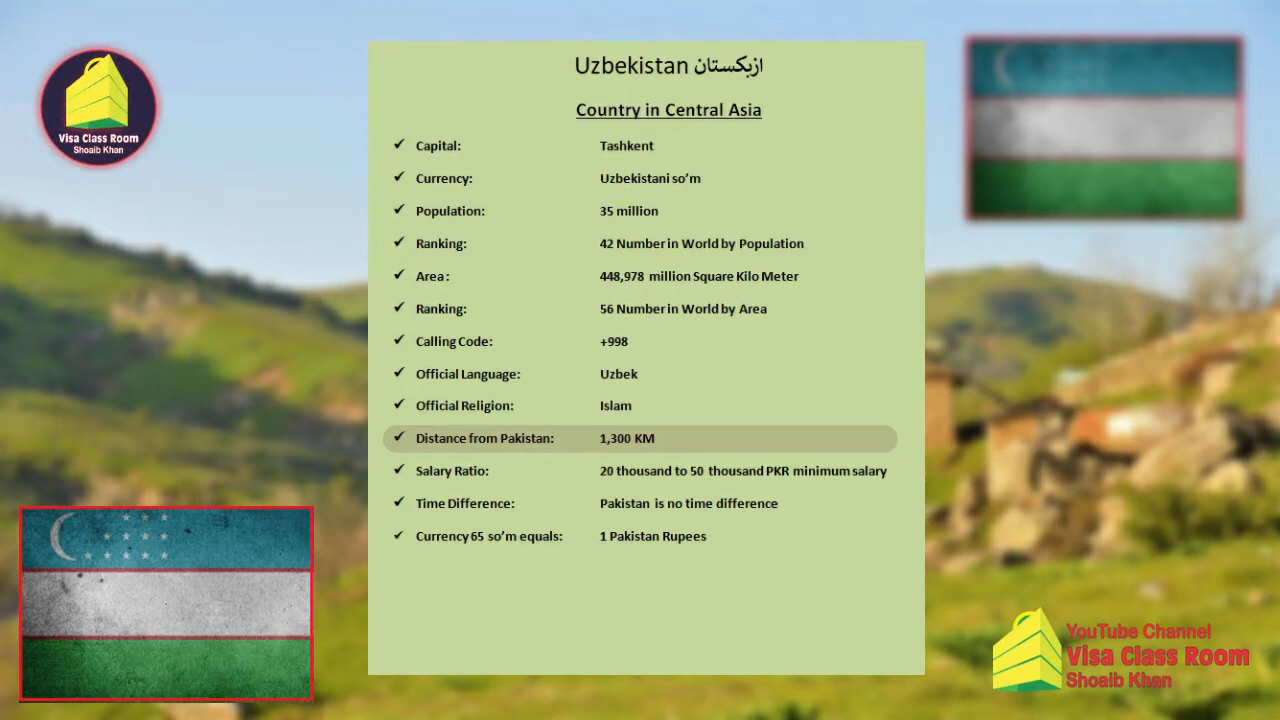 Visa Class Room
Shoaib Khan
Uzbekistan ازبکستان
Country in Central Asia
✓ Capital: Tashkent
✓ Currency: Uzbekistani so’m
✓ Population: 35 million
✓ Ranking: 42 Number in World by Population
✓ Area : 448,978 million Square Kilo Meter
✓ Ranking: 56 Number in World by Area
✓ Calling Code: +998
✓ Official Language: Uzbek
✓ Official Religion: Islam
✓ Distance from Pakistan: 1,300 KM
✓ Salary Ratio: 20 thousand to 50 thousand PKR minimum salary
✓ Time Difference: Pakistan is no time difference
✓ Currency 65 so’m equals: 1 Pakistan Rupees
YouTube Channel
Visa Class Room
Shoaib Khan